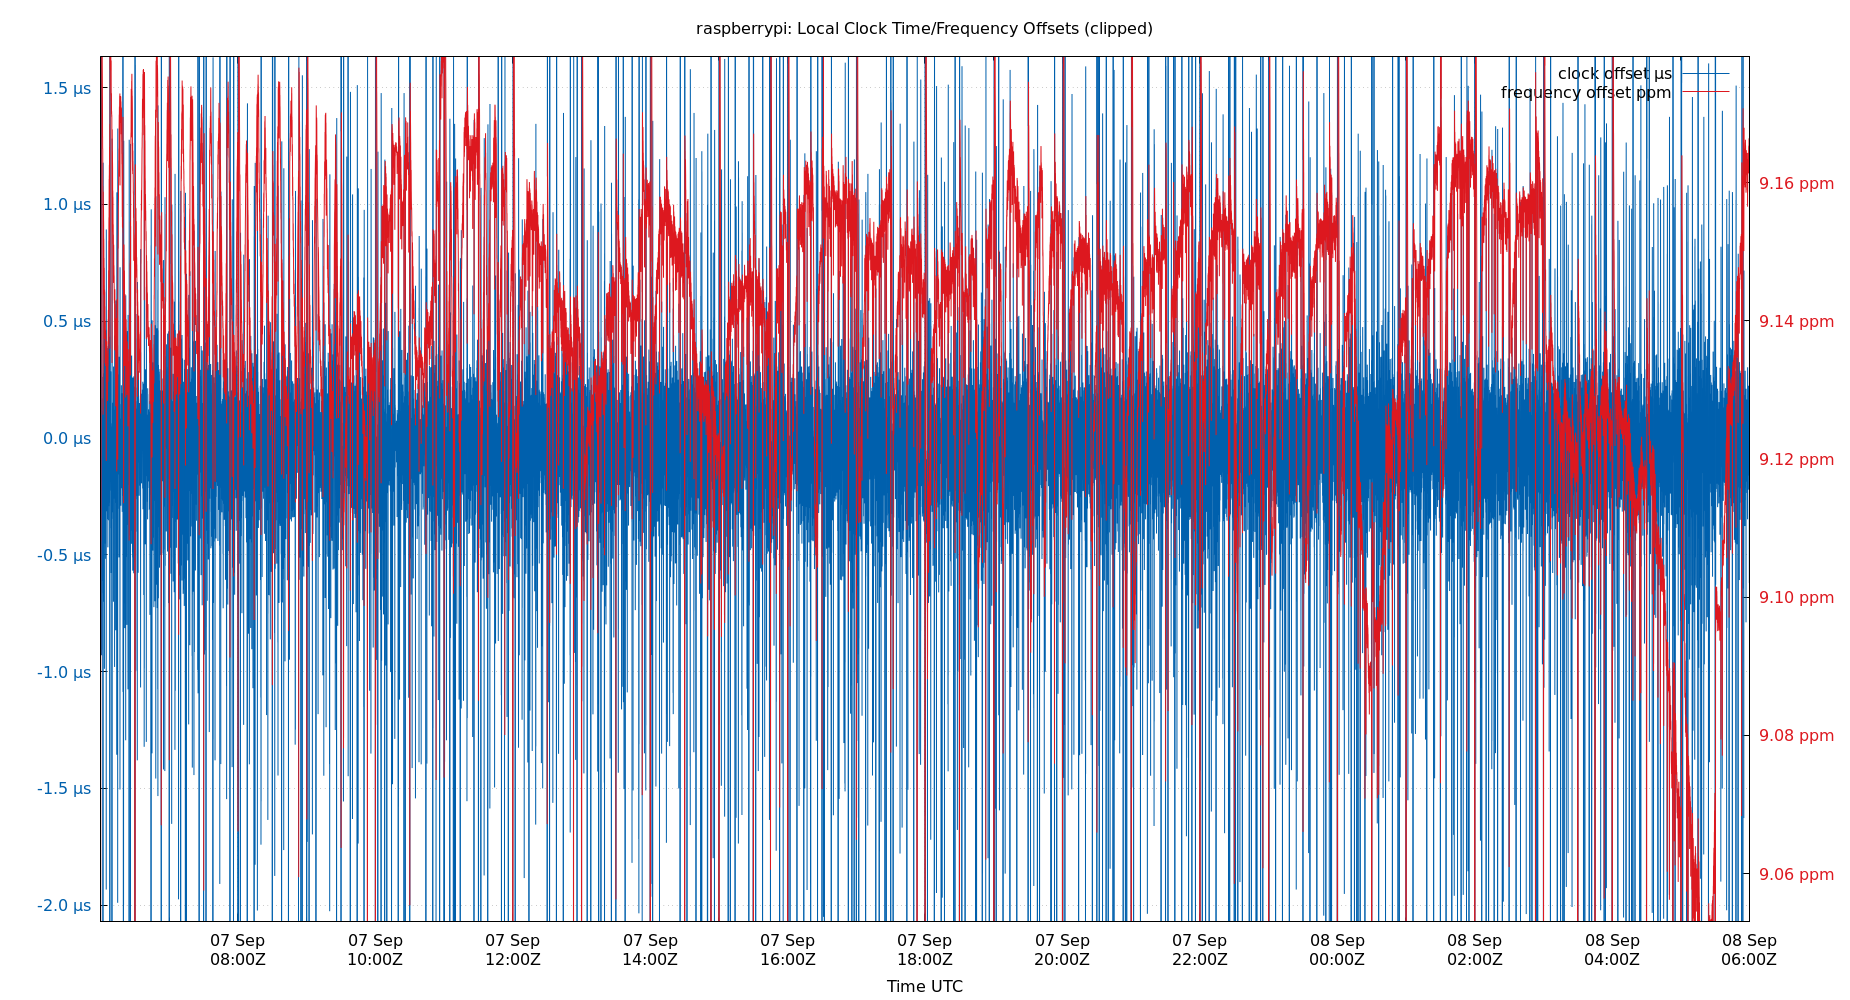 raspberrypi: Local Clock Time/Frequency Offsets (clipped)
clock offset µs
frequency offset ppm
1.5 µs
1.0 µs
0.5 µs
0.0 µs
-0.5 µs
-1.0 µs
-1.5 µs
-2.0 µs
9.16 ppm
9.14 ppm
9.12 ppm
9.10 ppm
9.08 ppm
9.06 ppm
07 Sep 07 Sep 07 Sep 07 Sep 07 Sep 07 Sep 07 Sep 07 Sep 08 Sep 08 Sep 08 Sep 08 Sep
08:00Z 10:00Z 12:00Z 14:00Z 16:00Z 18:00Z 20:00Z 22:00Z 00:00Z 02:00Z 04:00Z 06:00Z
Time UTC